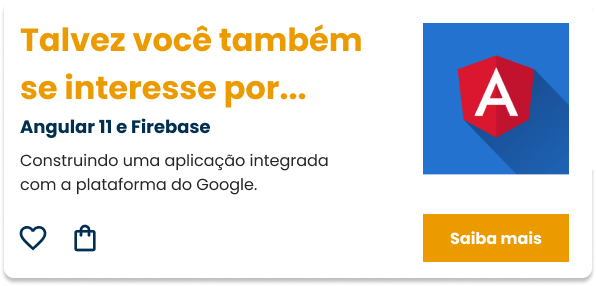 Talvez você também
se interesse por...
Angular 11 e Firebase
Construindo uma aplicação integrada
com a plataforma do Google.
A
Saiba mais